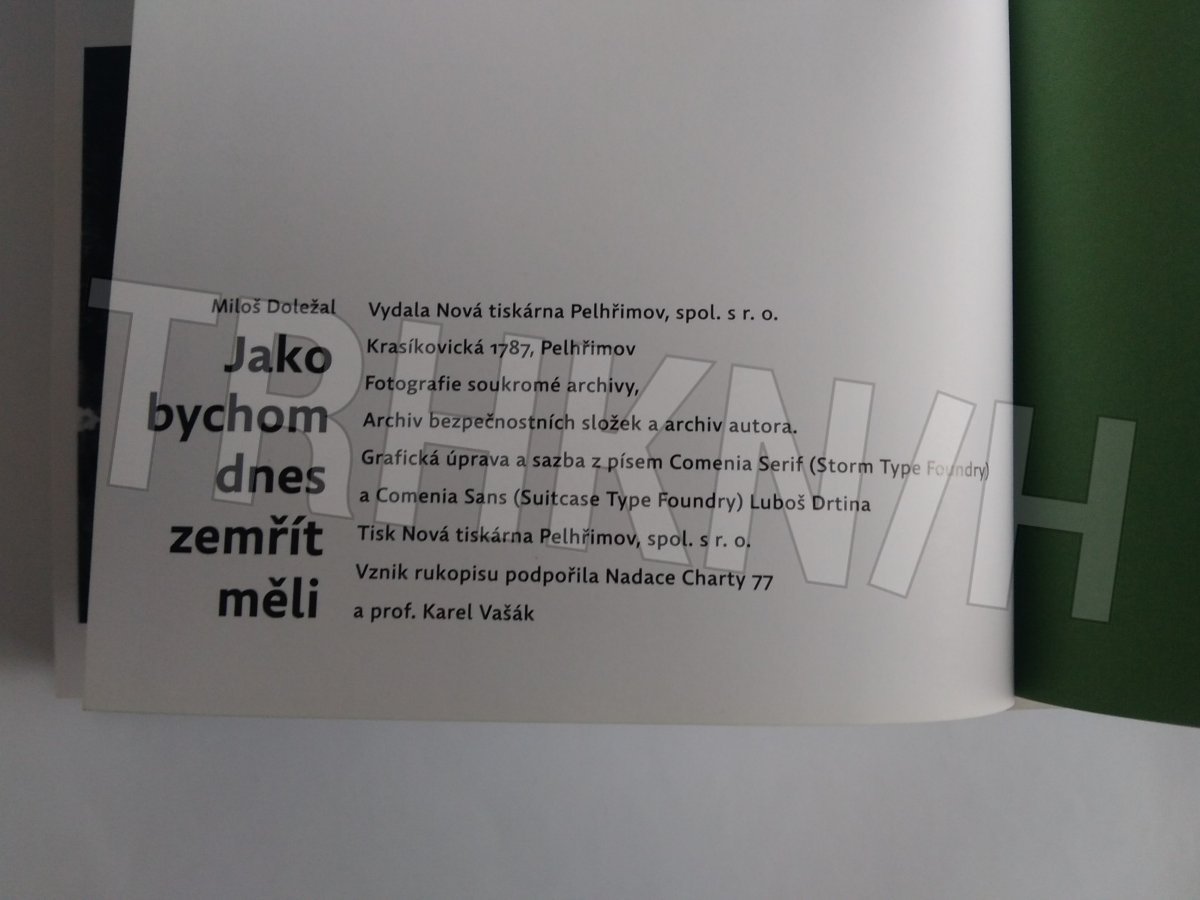 Miloš Doležal
Jako
bychom
dnes
zemřít
měli
Vydala Nová tiskárna Pelhřimov, spol. s r. o.
Krasíkovická 1787, Pelhřimov
Fotografie soukromé archivy,
Archiv bezpečnostních složek a archiv autora.
Grafická úprava a sazba z písem Comenia Serif (Storm Type Foundry)
a Comenia Sans (Suitcase Type Foundry) Luboš Drtina
Tisk Nová tiskárna Pelhřimov, spol. s r. o.
Vznik rukopisu podpořila Nadace Charty 77
a prof. Karel Vašák
TRHKNIH